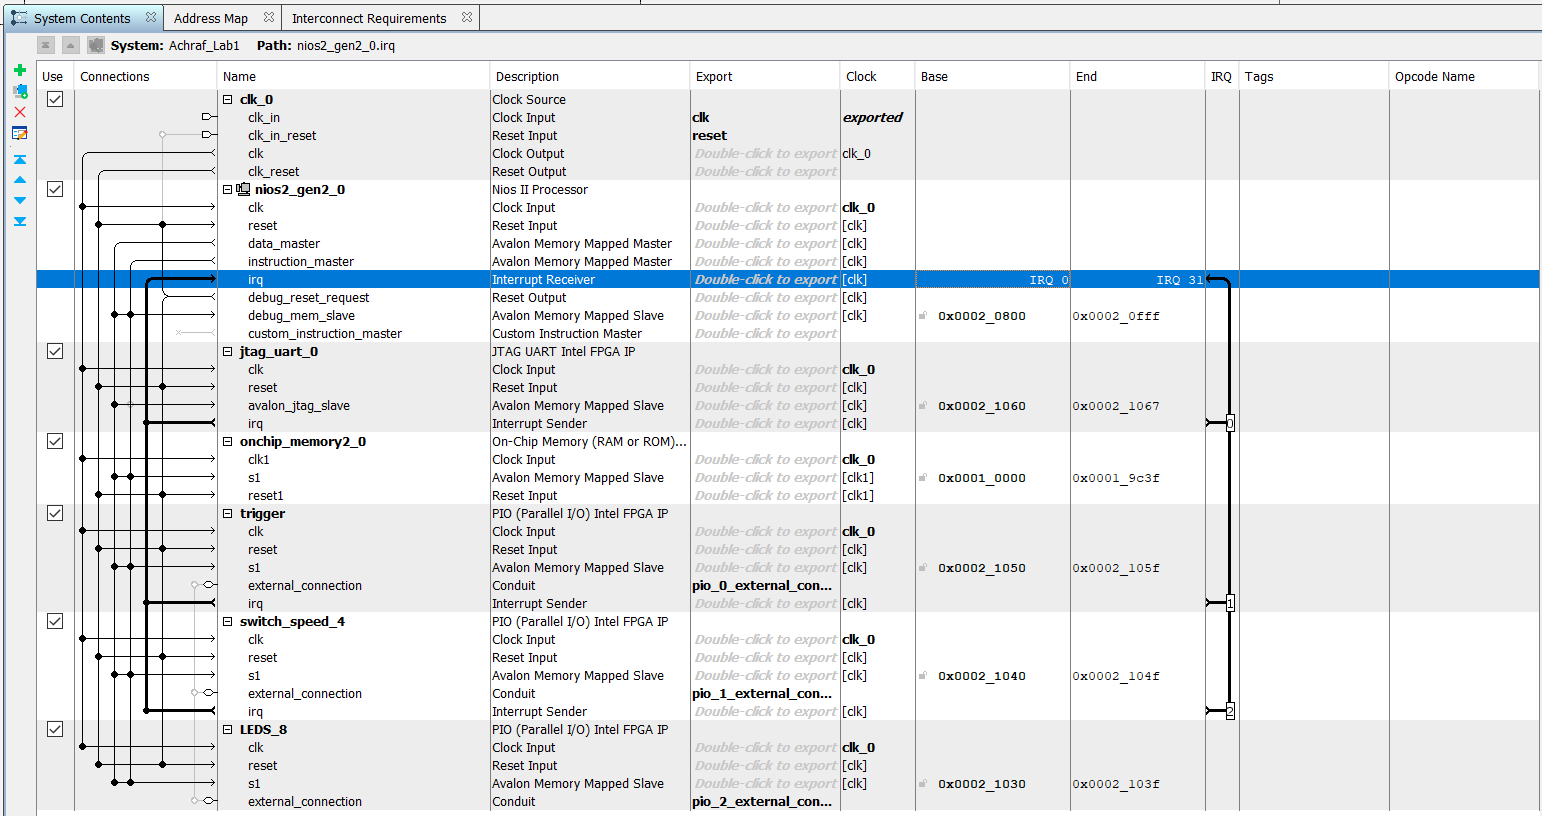 System Contents Address Map Interconnect Requirements
System: Achraf_Lab1 Path: nios2_gen2_0.irq
Use Connections Name Description Export Clock Base End IRQ Tags Opcode Name
clk_0 Clock Source
clk_in Clock Input clk exported
clk_in_reset Reset Input reset
clk Clock Output Double-click to export clk_0
clk_reset Reset Output Double-click to export
nios2_gen2_0 Nios II Processor
clk Clock Input Double-click to export clk_0
reset Reset Input Double-click to export [clk]
data_master Avalon Memory Mapped Master Double-click to export [clk]
instruction_master Avalon Memory Mapped Master Double-click to export [clk]
irq Interrupt Receiver Double-click to export [clk] IRQ 0 IRQ 31
debug_reset_request Reset Output Double-click to export [clk]
debug_mem_slave Avalon Memory Mapped Slave Double-click to export [clk] 0x0002_0800 0x0002_0fff
custom_instruction_master Custom Instruction Master Double-click to export
jtag_uart_0 JTAG UART Intel FPGA IP
clk Clock Input Double-click to export clk_0
reset Reset Input Double-click to export [clk]
avalon_jtag_slave Avalon Memory Mapped Slave Double-click to export [clk] 0x0002_1060 0x0002_1067
irq Interrupt Sender Double-click to export [clk] 0
onchip_memory2_0 On-Chip Memory (RAM or ROM)...
clk1 Clock Input Double-click to export clk_0
s1 Avalon Memory Mapped Slave Double-click to export [clk1] 0x0001_0000 0x0001_9c3f
reset1 Reset Input Double-click to export [clk1]
trigger PIO (Parallel I/O) Intel FPGA IP
clk Clock Input Double-click to export clk_0
reset Reset Input Double-click to export [clk]
s1 Avalon Memory Mapped Slave Double-click to export [clk] 0x0002_1050 0x0002_105f
external_connection Conduit pio_0_external_con...
irq Interrupt Sender Double-click to export [clk] 1
switch_speed_4 PIO (Parallel I/O) Intel FPGA IP
clk Clock Input Double-click to export clk_0
reset Reset Input Double-click to export [clk]
s1 Avalon Memory Mapped Slave Double-click to export [clk] 0x0002_1040 0x0002_104f
external_connection Conduit pio_1_external_con...
irq Interrupt Sender Double-click to export [clk] 2
LEDS_8 PIO (Parallel I/O) Intel FPGA IP
clk Clock Input Double-click to export clk_0
reset Reset Input Double-click to export [clk]
s1 Avalon Memory Mapped Slave Double-click to export [clk] 0x0002_1030 0x0002_103f
external_connection Conduit pio_2_external_con...